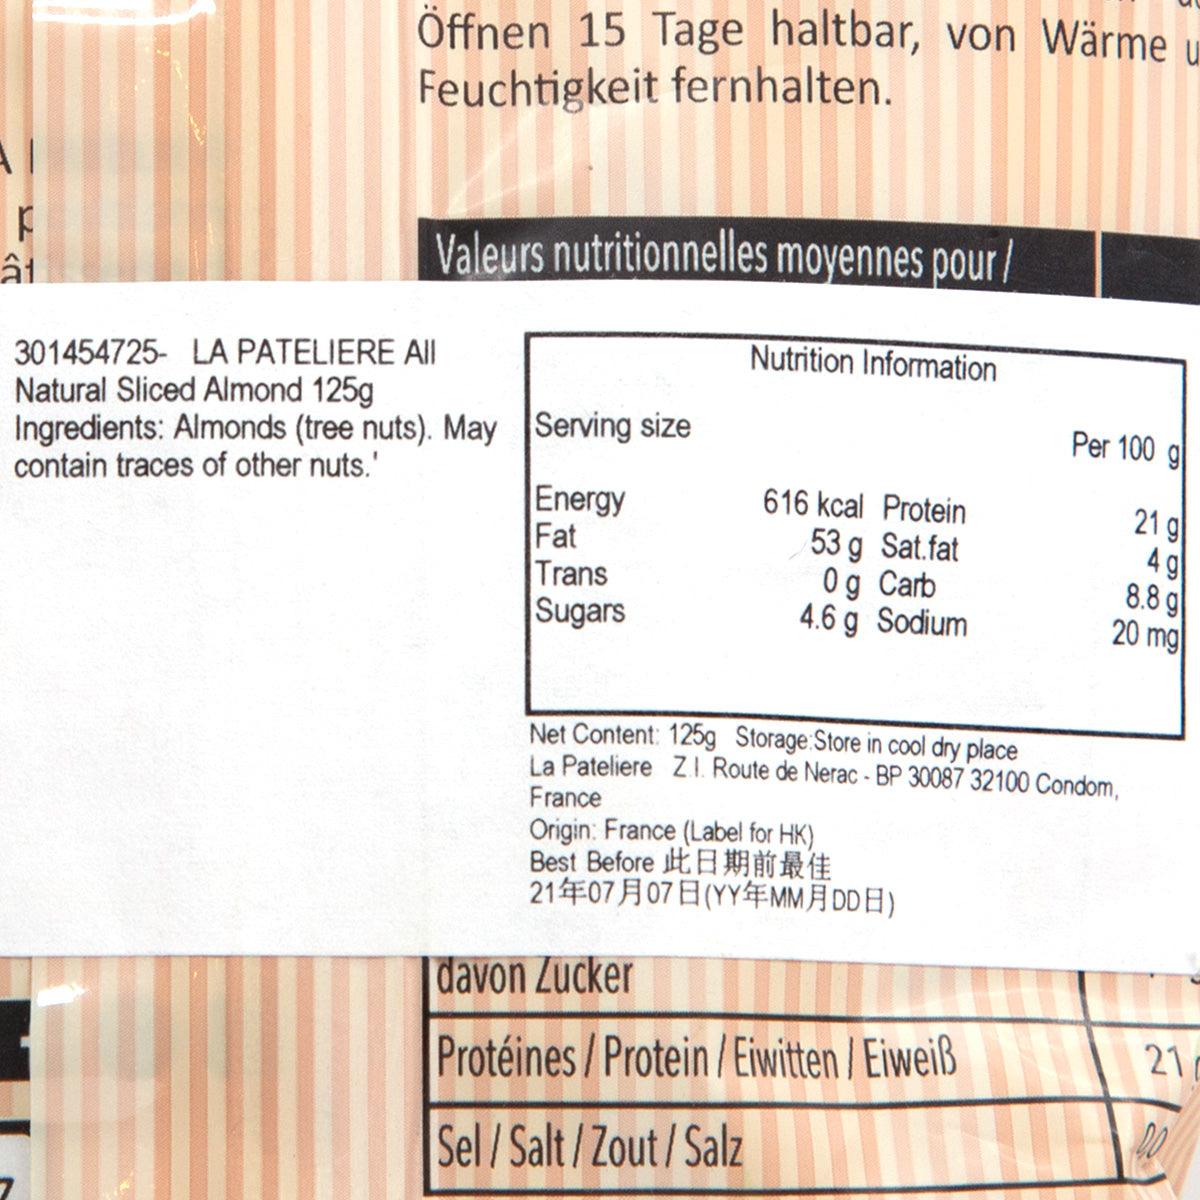 Öffnen 15 Tage haltbar, von Wärme u
Feuchtigkeit fernhalten.
Valeurs nutritionnelles moyennes pour /
301454725- LA PATELIERE All
Natural Sliced Almond 125g
Ingredients: Almonds (tree nuts). May
contain traces of other nuts.'
Nutrition Information
Serving size Per 100 g
Energy 616 kcal Protein 21 g
Fat 53 g Sat.fat 4 g
Trans 0 g Carb 8.8 g
Sugars 4.6 g Sodium 20 mg
Net Content: 125g Storage:Store in cool dry place
La Pateliere Z.I. Route de Nerac - BP 30087 32100 Condom,
France
Origin: France (Label for HK)
Best Before 此日期前最佳
21年07月07日(YY年MM月DD日)
davon Zucker
Protéines / Protein / Eiwitten / Eiweiß 21
Sel / Salt / Zout / Salz